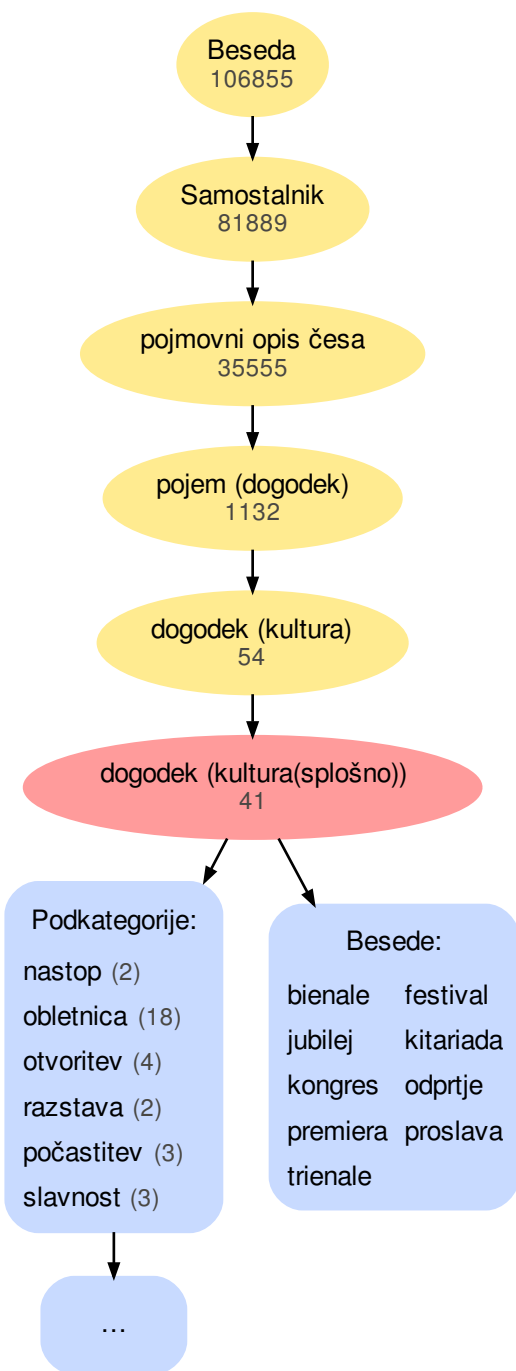 Beseda
106855
Samostalnik
81889
pojmovni opis česa
35555
pojem (dogodek)
1132
dogodek (kultura)
54
dogodek (kultura(splošno))
41
Podkategorije:
nastop (2)
obletnica (18)
otvoritev (4)
razstava (2)
počastitev (3)
slavnost (3)
...
Besede:
bienale festival
jubilej kitariada
kongres odprtje
premiera proslava
trienale